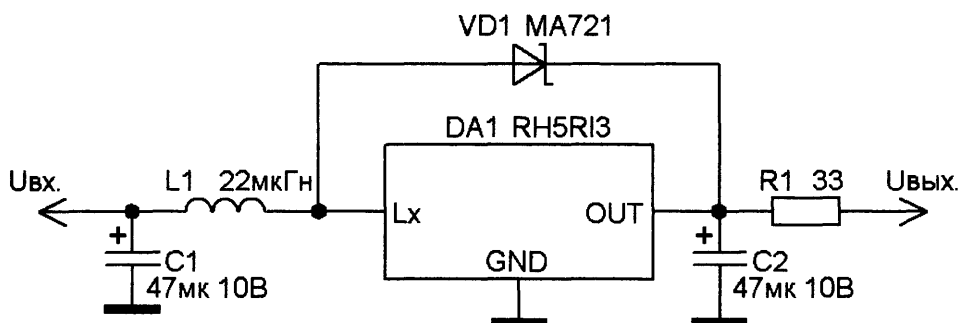 VD1 MA721
DA1 RH5RI3
Uвх.
L1 22мкГн
R1 33
Uвых.
Lx
OUT
+
+
GND
C1
47мк 10В
C2
47мк 10В